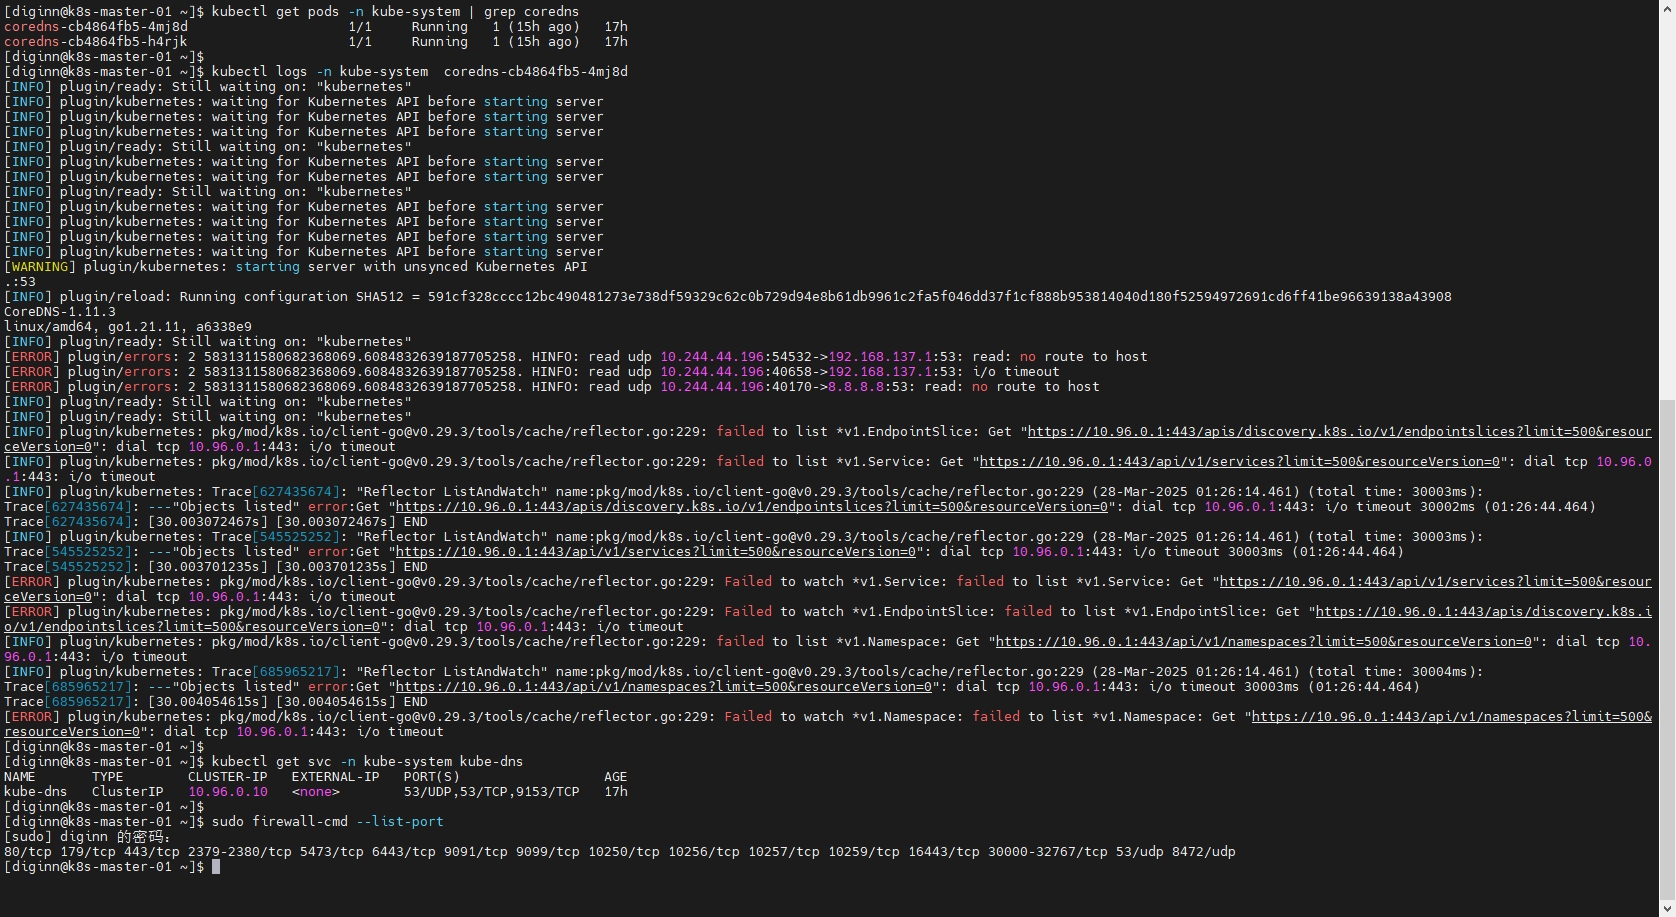 [diginn@k8s-master-01 ~]$ kubectl get pods -n kube-system | grep coredns
coredns-cb4864fb5-4mj8d                    1/1     Running   1 (15h ago)   17h
coredns-cb4864fb5-h4rjk                    1/1     Running   1 (15h ago)   17h
[diginn@k8s-master-01 ~]$
[diginn@k8s-master-01 ~]$ kubectl logs -n kube-system  coredns-cb4864fb5-4mj8d
[INFO] plugin/ready: Still waiting on: "kubernetes"
[INFO] plugin/kubernetes: waiting for Kubernetes API before starting server
[INFO] plugin/kubernetes: waiting for Kubernetes API before starting server
[INFO] plugin/kubernetes: waiting for Kubernetes API before starting server
[INFO] plugin/ready: Still waiting on: "kubernetes"
[INFO] plugin/kubernetes: waiting for Kubernetes API before starting server
[INFO] plugin/kubernetes: waiting for Kubernetes API before starting server
[INFO] plugin/ready: Still waiting on: "kubernetes"
[INFO] plugin/kubernetes: waiting for Kubernetes API before starting server
[INFO] plugin/kubernetes: waiting for Kubernetes API before starting server
[INFO] plugin/kubernetes: waiting for Kubernetes API before starting server
[INFO] plugin/kubernetes: waiting for Kubernetes API before starting server
[WARNING] plugin/kubernetes: starting server with unsynced Kubernetes API
.:53
[INFO] plugin/reload: Running configuration SHA512 = 591cf328cccc12bc490481273e738df59329c62c0b729d94e8b61db9961c2fa5f046dd37f1cf888b953814040d180f52594972691cd6ff41be96639138a43908
CoreDNS-1.11.3
linux/amd64, go1.21.11, a6338e9
[INFO] plugin/ready: Still waiting on: "kubernetes"
[ERROR] plugin/errors: 2 5831311580682368069.6084832639187705258. HINFO: read udp 10.244.44.196:54532->192.168.137.1:53: read: no route to host
[ERROR] plugin/errors: 2 5831311580682368069.6084832639187705258. HINFO: read udp 10.244.44.196:40658->192.168.137.1:53: i/o timeout
[ERROR] plugin/errors: 2 5831311580682368069.6084832639187705258. HINFO: read udp 10.244.44.196:40170->8.8.8.8:53: read: no route to host
[INFO] plugin/ready: Still waiting on: "kubernetes"
[INFO] plugin/ready: Still waiting on: "kubernetes"
[INFO] plugin/kubernetes: pkg/mod/k8s.io/client-go@v0.29.3/tools/cache/reflector.go:229: failed to list *v1.EndpointSlice: Get "https://10.96.0.1:443/apis/discovery.k8s.io/v1/endpointslices?limit=500&resour
ceVersion=0": dial tcp 10.96.0.1:443: i/o timeout
[INFO] plugin/kubernetes: pkg/mod/k8s.io/client-go@v0.29.3/tools/cache/reflector.go:229: failed to list *v1.Service: Get "https://10.96.0.1:443/api/v1/services?limit=500&resourceVersion=0": dial tcp 10.96.0
.1:443: i/o timeout
[INFO] plugin/kubernetes: Trace[627435674]: "Reflector ListAndWatch" name:pkg/mod/k8s.io/client-go@v0.29.3/tools/cache/reflector.go:229 (28-Mar-2025 01:26:14.461) (total time: 30003ms):
Trace[627435674]: ---"Objects listed" error:Get "https://10.96.0.1:443/apis/discovery.k8s.io/v1/endpointslices?limit=500&resourceVersion=0": dial tcp 10.96.0.1:443: i/o timeout 30002ms (01:26:44.464)
Trace[627435674]: [30.003072467s] [30.003072467s] END
[INFO] plugin/kubernetes: Trace[545525252]: "Reflector ListAndWatch" name:pkg/mod/k8s.io/client-go@v0.29.3/tools/cache/reflector.go:229 (28-Mar-2025 01:26:14.461) (total time: 30003ms):
Trace[545525252]: ---"Objects listed" error:Get "https://10.96.0.1:443/api/v1/services?limit=500&resourceVersion=0": dial tcp 10.96.0.1:443: i/o timeout 30003ms (01:26:44.464)
Trace[545525252]: [30.003701235s] [30.003701235s] END
[ERROR] plugin/kubernetes: pkg/mod/k8s.io/client-go@v0.29.3/tools/cache/reflector.go:229: Failed to watch *v1.Service: failed to list *v1.Service: Get "https://10.96.0.1:443/api/v1/services?limit=500&resour
ceVersion=0": dial tcp 10.96.0.1:443: i/o timeout
[ERROR] plugin/kubernetes: pkg/mod/k8s.io/client-go@v0.29.3/tools/cache/reflector.go:229: Failed to watch *v1.EndpointSlice: failed to list *v1.EndpointSlice: Get "https://10.96.0.1:443/apis/discovery.k8s.i
o/v1/endpointslices?limit=500&resourceVersion=0": dial tcp 10.96.0.1:443: i/o timeout
[INFO] plugin/kubernetes: pkg/mod/k8s.io/client-go@v0.29.3/tools/cache/reflector.go:229: failed to list *v1.Namespace: Get "https://10.96.0.1:443/api/v1/namespaces?limit=500&resourceVersion=0": dial tcp 10.
96.0.1:443: i/o timeout
[INFO] plugin/kubernetes: Trace[685965217]: "Reflector ListAndWatch" name:pkg/mod/k8s.io/client-go@v0.29.3/tools/cache/reflector.go:229 (28-Mar-2025 01:26:14.461) (total time: 30004ms):
Trace[685965217]: ---"Objects listed" error:Get "https://10.96.0.1:443/api/v1/namespaces?limit=500&resourceVersion=0": dial tcp 10.96.0.1:443: i/o timeout 30003ms (01:26:44.464)
Trace[685965217]: [30.004054615s] [30.004054615s] END
[ERROR] plugin/kubernetes: pkg/mod/k8s.io/client-go@v0.29.3/tools/cache/reflector.go:229: Failed to watch *v1.Namespace: failed to list *v1.Namespace: Get "https://10.96.0.1:443/api/v1/namespaces?limit=500&
resourceVersion=0": dial tcp 10.96.0.1:443: i/o timeout
[diginn@k8s-master-01 ~]$
[diginn@k8s-master-01 ~]$ kubectl get svc -n kube-system kube-dns
NAME       TYPE        CLUSTER-IP   EXTERNAL-IP   PORT(S)                  AGE
kube-dns   ClusterIP   10.96.0.10   <none>        53/UDP,53/TCP,9153/TCP   17h
[diginn@k8s-master-01 ~]$
[diginn@k8s-master-01 ~]$ sudo firewall-cmd --list-port
[sudo] diginn 的密码：
80/tcp 179/tcp 443/tcp 2379-2380/tcp 5473/tcp 6443/tcp 9091/tcp 9099/tcp 10250/tcp 10256/tcp 10257/tcp 10259/tcp 16443/tcp 30000-32767/tcp 53/udp 8472/udp
[diginn@k8s-master-01 ~]$